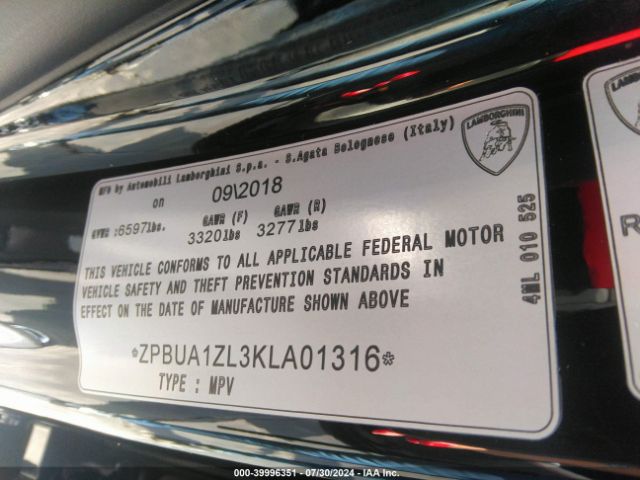 Mfd by Automobili Lamborghini S.p.a. - S.Agata Bolognese (Italy)
LAMBORGHINI
on 09\2018
GVWR :6597lbs. GAWR (F) 3320lbs GAWR (R) 3277lbs
THIS VEHICLE CONFORMS TO ALL APPLICABLE FEDERAL MOTOR
VEHICLE SAFETY AND THEFT PREVENTION STANDARDS IN
EFFECT ON THE DATE OF MANUFACTURE SHOWN ABOVE
*ZPBUA1ZL3KLA01316*
TYPE : MPV
4ML 010 525
LAMBORGHINI
R
000-39996351 / 07/30/2024 - IAA Inc.